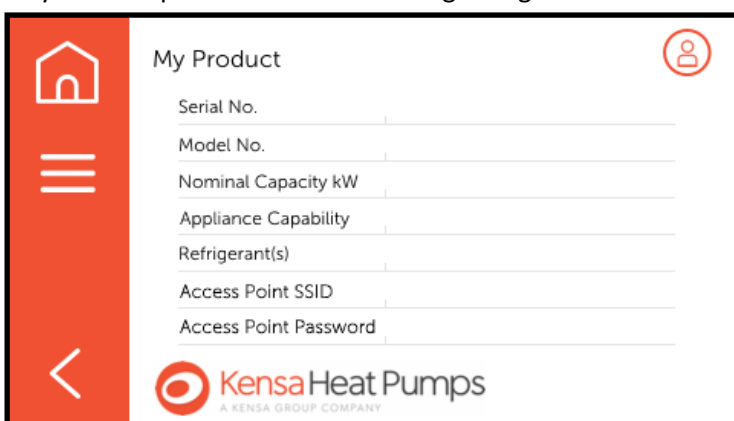 My Product
Serial No.
Model No.
Nominal Capacity kW
Appliance Capability
Refrigerant(s)
Access Point SSID
Access Point Password
Kensa Heat Pumps
A KENSA GROUP COMPANY